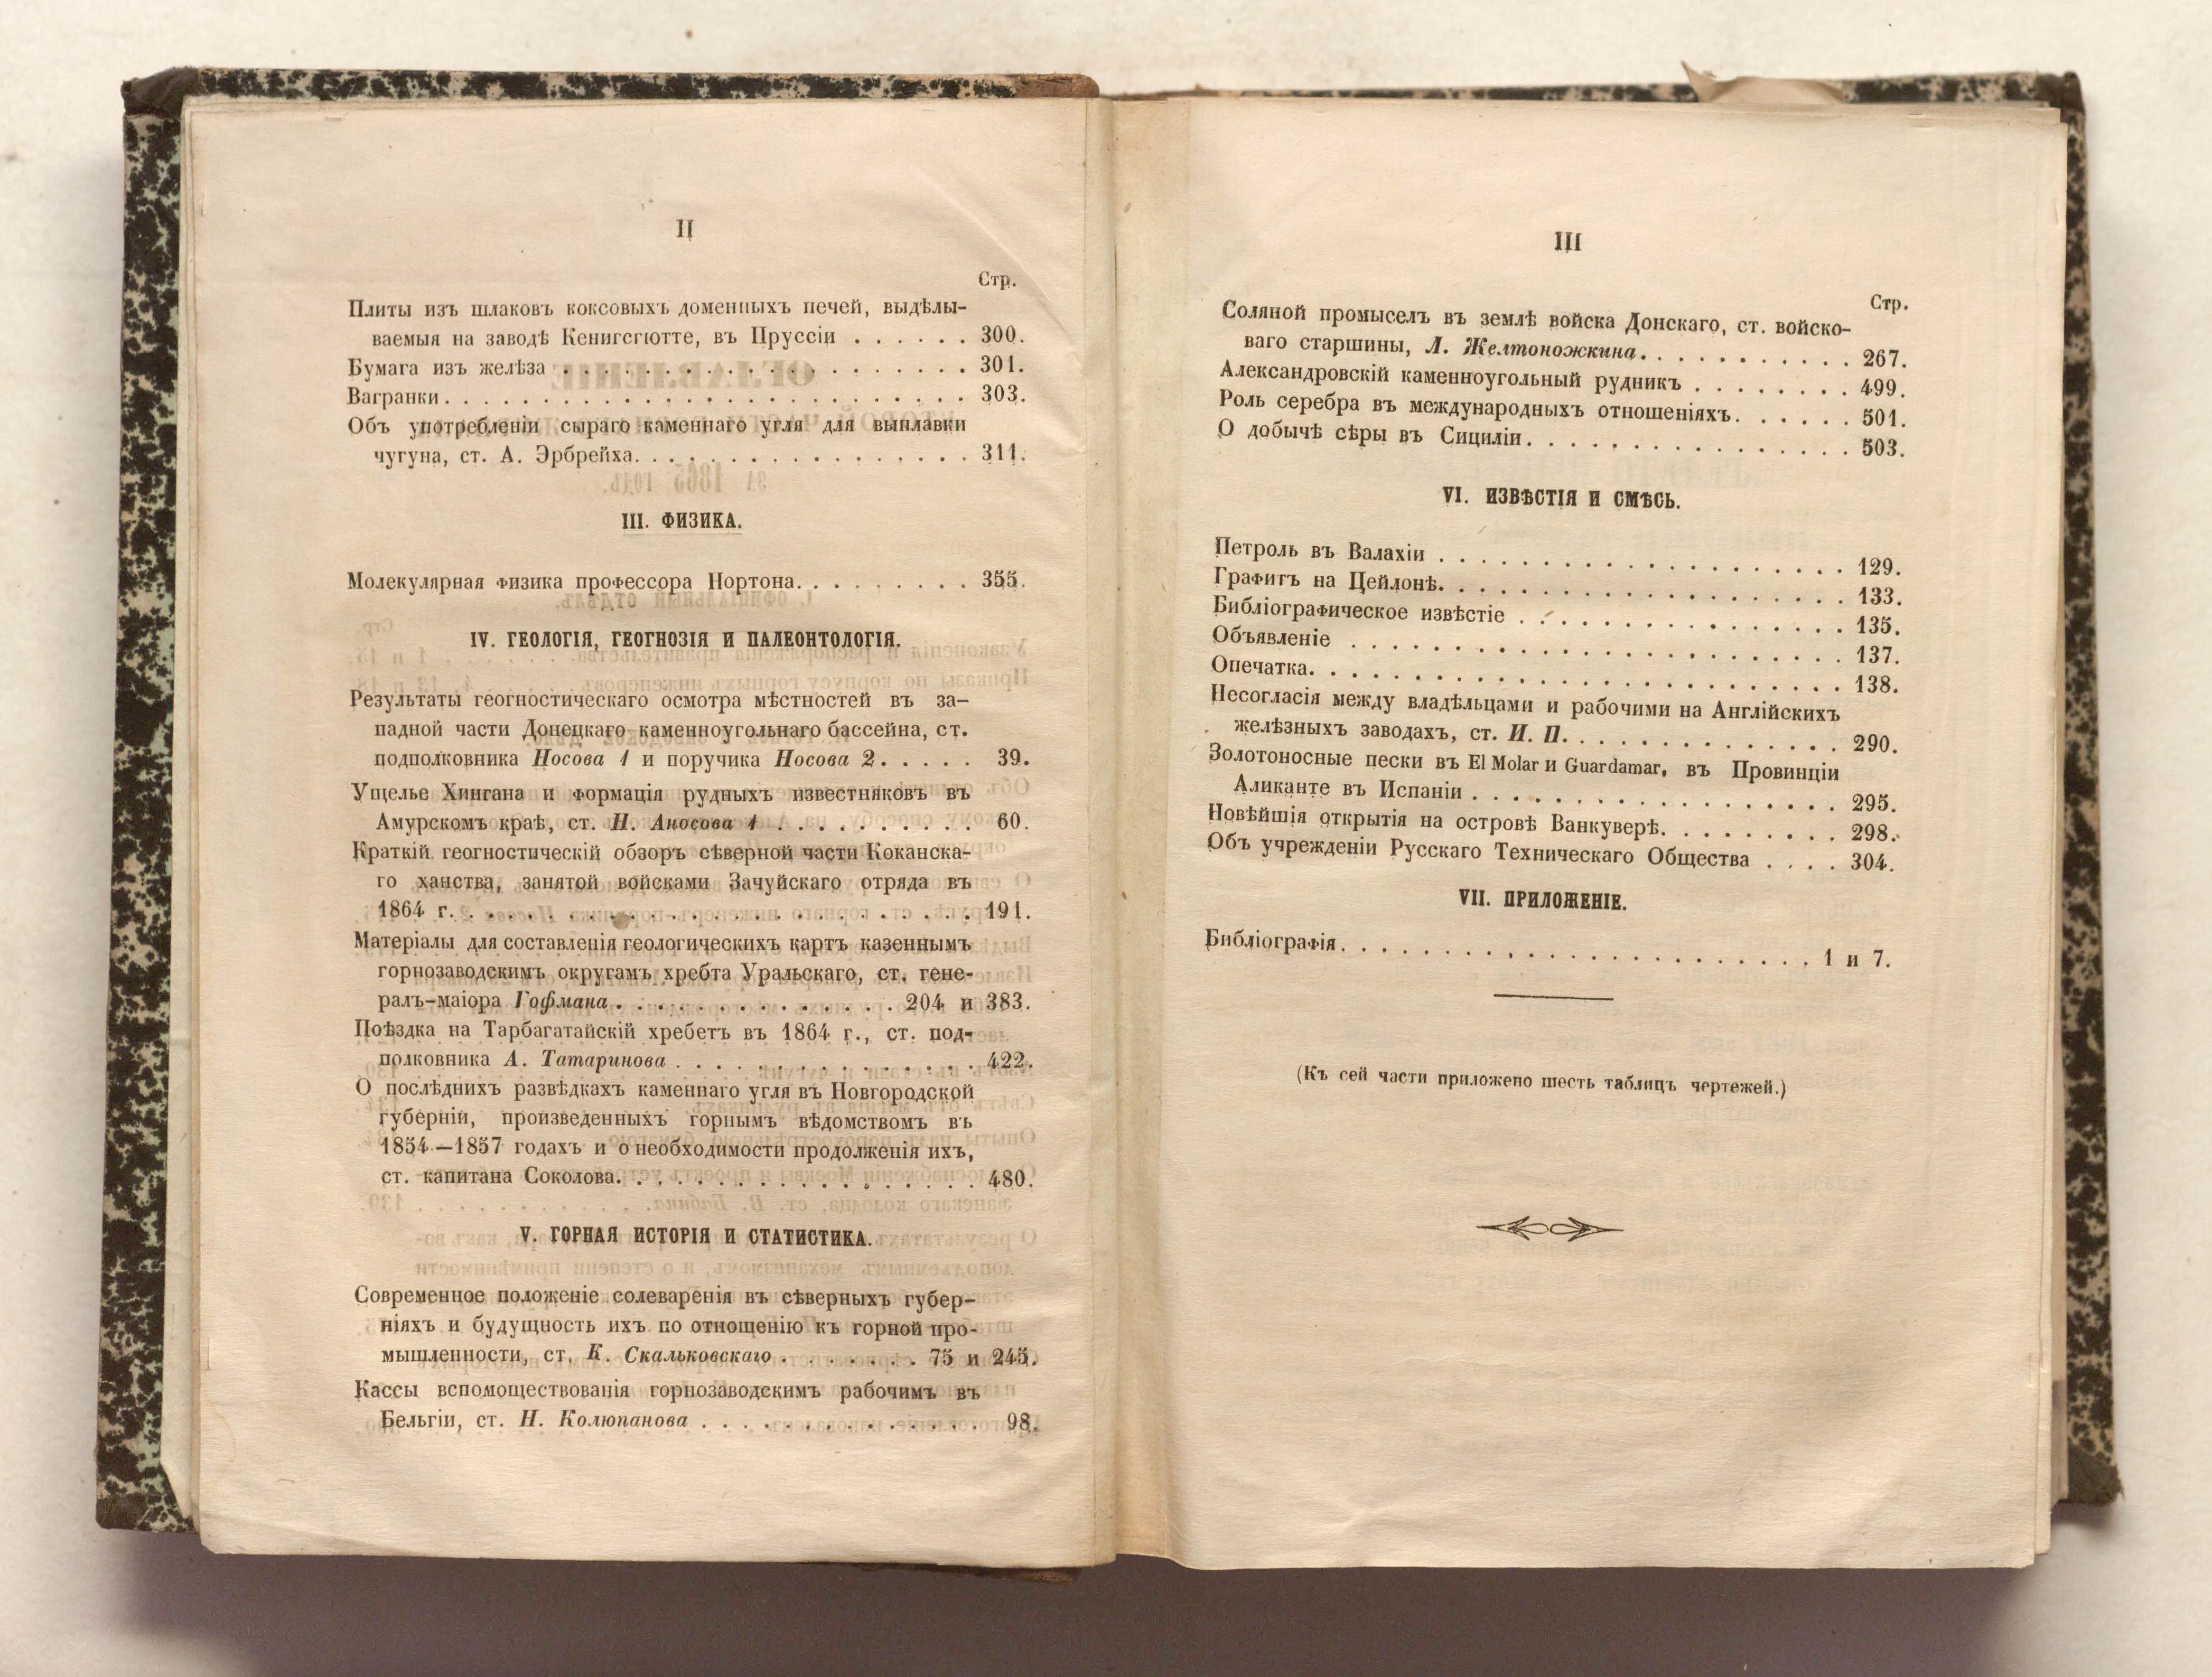 II
Стр.
Плиты изъ шлаковъ коксовыхъ доменныхъ печей, выдѣлы-
ваемыя на заводѣ Кенигсгютте, въ Пруссіи . . . . . . 300.
Бумага изъ желѣза . . . . . . . . . . . . . . . . . . . 301.
Вагранки. . . . . . . . . . . . . . . . . . . . . . . . . . 303.
Объ употребленіи сыраго каменнаго угля для выплавки
чугуна, ст. А. Эрбрейха. . . . . . . . . . . . . . . . . 311.
III. ФИЗИКА.
Молекулярная физика профессора Нортона. . . . . . . . . 355.
IV. ГЕОЛОГІЯ, ГЕОГНОЗІЯ И ПАЛЕОНТОЛОГІЯ.
Результаты геогностическаго осмотра мѣстностей въ за-
падной части Донецкаго каменноугольнаго бассейна, ст.
подполковника Носова 1 и поручика Носова 2. . . . . 39.
Ущелье Хингана и формація рудныхъ известняковъ въ
Амурскомъ краѣ, ст. Н. Аносова 1 . . . . . . . . . . 60.
Краткій геогностическій обзоръ сѣверной части Коканска-
го ханства, занятой войсками Зачуйскаго отряда въ
1864 г. . . . . . . . . . . . . . . . . . . . . . . . . 191.
Матеріалы для составленія геологическихъ картъ казеннымъ
горнозаводскимъ округамъ хребта Уральскаго, ст. гене-
ралъ-маіора Гофмана . . . . . . . . . . . . . . 204 и 383.
Поѣздка на Тарбагатайскій хребетъ въ 1864 г., ст. под-
полковника А. Татаринова . . . . . . . . . . . . . . . 422.
О послѣднихъ развѣдкахъ каменнаго угля въ Новгородской
губерніи, произведенныхъ горнымъ вѣдомствомъ въ
1854—1857 годахъ и о необходимости продолженія ихъ,
ст. капитана Соколова. . . . . . . . . . . . . . . . . . 480.
V. ГОРНАЯ ИСТОРІЯ И СТАТИСТИКА.
Современное положеніе солеваренія въ сѣверныхъ губер-
ніяхъ и будущность ихъ по отношенію къ горной про-
мышленности, ст. К. Скальковскаго . . . . . . . 75 и 245.
Кассы вспомоществованія горнозаводскимъ рабочимъ въ
Бельгіи, ст. Н. Колюпанова . . . . . . . . . . . . . . 98.
III
Стр.
Соляной промыселъ въ землѣ войска Донскаго, ст. войско-
ваго старшины, Л. Желтоножкина. . . . . . . . . . . 267.
Александровскій каменноугольный рудникъ . . . . . . . . 499.
Роль серебра въ международныхъ отношеніяхъ. . . . . . 501.
О добычѣ сѣры въ Сициліи. . . . . . . . . . . . . . . . 503.
VI. ИЗВѢСТІЯ И СМѢСЬ.
Петроль въ Валахіи . . . . . . . . . . . . . . . . . . . . 129.
Графитъ на Цейлонѣ. . . . . . . . . . . . . . . . . . . . 133.
Библіографическое извѣстіе . . . . . . . . . . . . . . . . 135.
Объявленіе . . . . . . . . . . . . . . . . . . . . . . . . . 137.
Опечатка. . . . . . . . . . . . . . . . . . . . . . . . . . . 138.
Несогласія между владѣльцами и рабочими на Англійскихъ
желѣзныхъ заводахъ, ст. И. П. . . . . . . . . . . . . . 290.
Золотоносные пески въ El Molar и Guardamar, въ Провинціи
Аликанте въ Испаніи . . . . . . . . . . . . . . . . . . 295.
Новѣйшія открытія на островѣ Ванкуверѣ. . . . . . . . . 298.
Объ учрежденіи Русскаго Техническаго Общества . . . . 304.
VII. ПРИЛОЖЕНІЕ.
Библіографія. . . . . . . . . . . . . . . . . . . . . . . 1 и 7.
(Къ сей части приложено шесть таблицъ чертежей.)